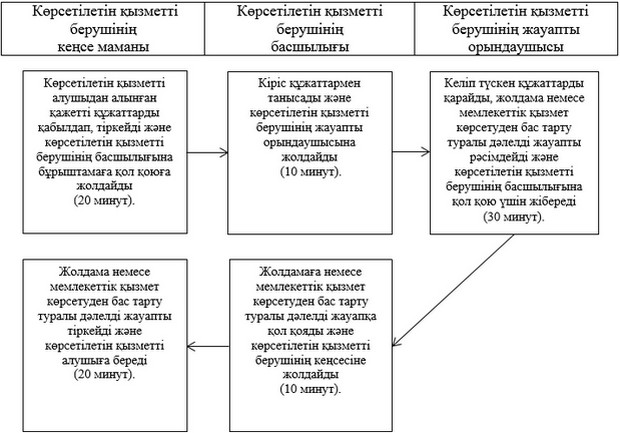 Көрсетілетін қызметті
берушінің
кеңсе маманы
Көрсетілетін қызметті
берушінің
басшылығы
Көрсетілетін қызметті
берушінің жауапты
орындаушысы
Көрсетілетін қызметті
алушыдан алынған
қажетті құжаттарды
қабылдап, тіркейді және
көрсетілетін қызметті
берушінің басшылығына
бұрыштамаға қол қоюға
жолдайды
(20 минут).
Кіріс құжаттармен
танысады және
көрсетілетін қызметті
берушінің жауапты
орындаушысына
жолдайды
(10 минут).
Келіп түскен құжаттарды
қарайды, жолдама немесе
мемлекеттік қызмет
көрсетуден бас тарту
туралы дәлелді жауапты
рәсімдейді және
көрсетілетін қызметті
берушінің басшылығына
қол қою үшін жібереді
(30 минут).
Жолдама немесе
мемлекеттік қызмет
көрсетуден бас тарту
туралы дәлелді жауапты
тіркейді және
көрсетілетін қызметті
алушыға береді
(20 минут).
Жолдамаға немесе
мемлекеттік қызмет
көрсетуден бас тарту
туралы дәлелді жауапқа
қол қояды және
көрсетілетін қызметті
берушінің кеңсесіне
жолдайды
(10 минут).